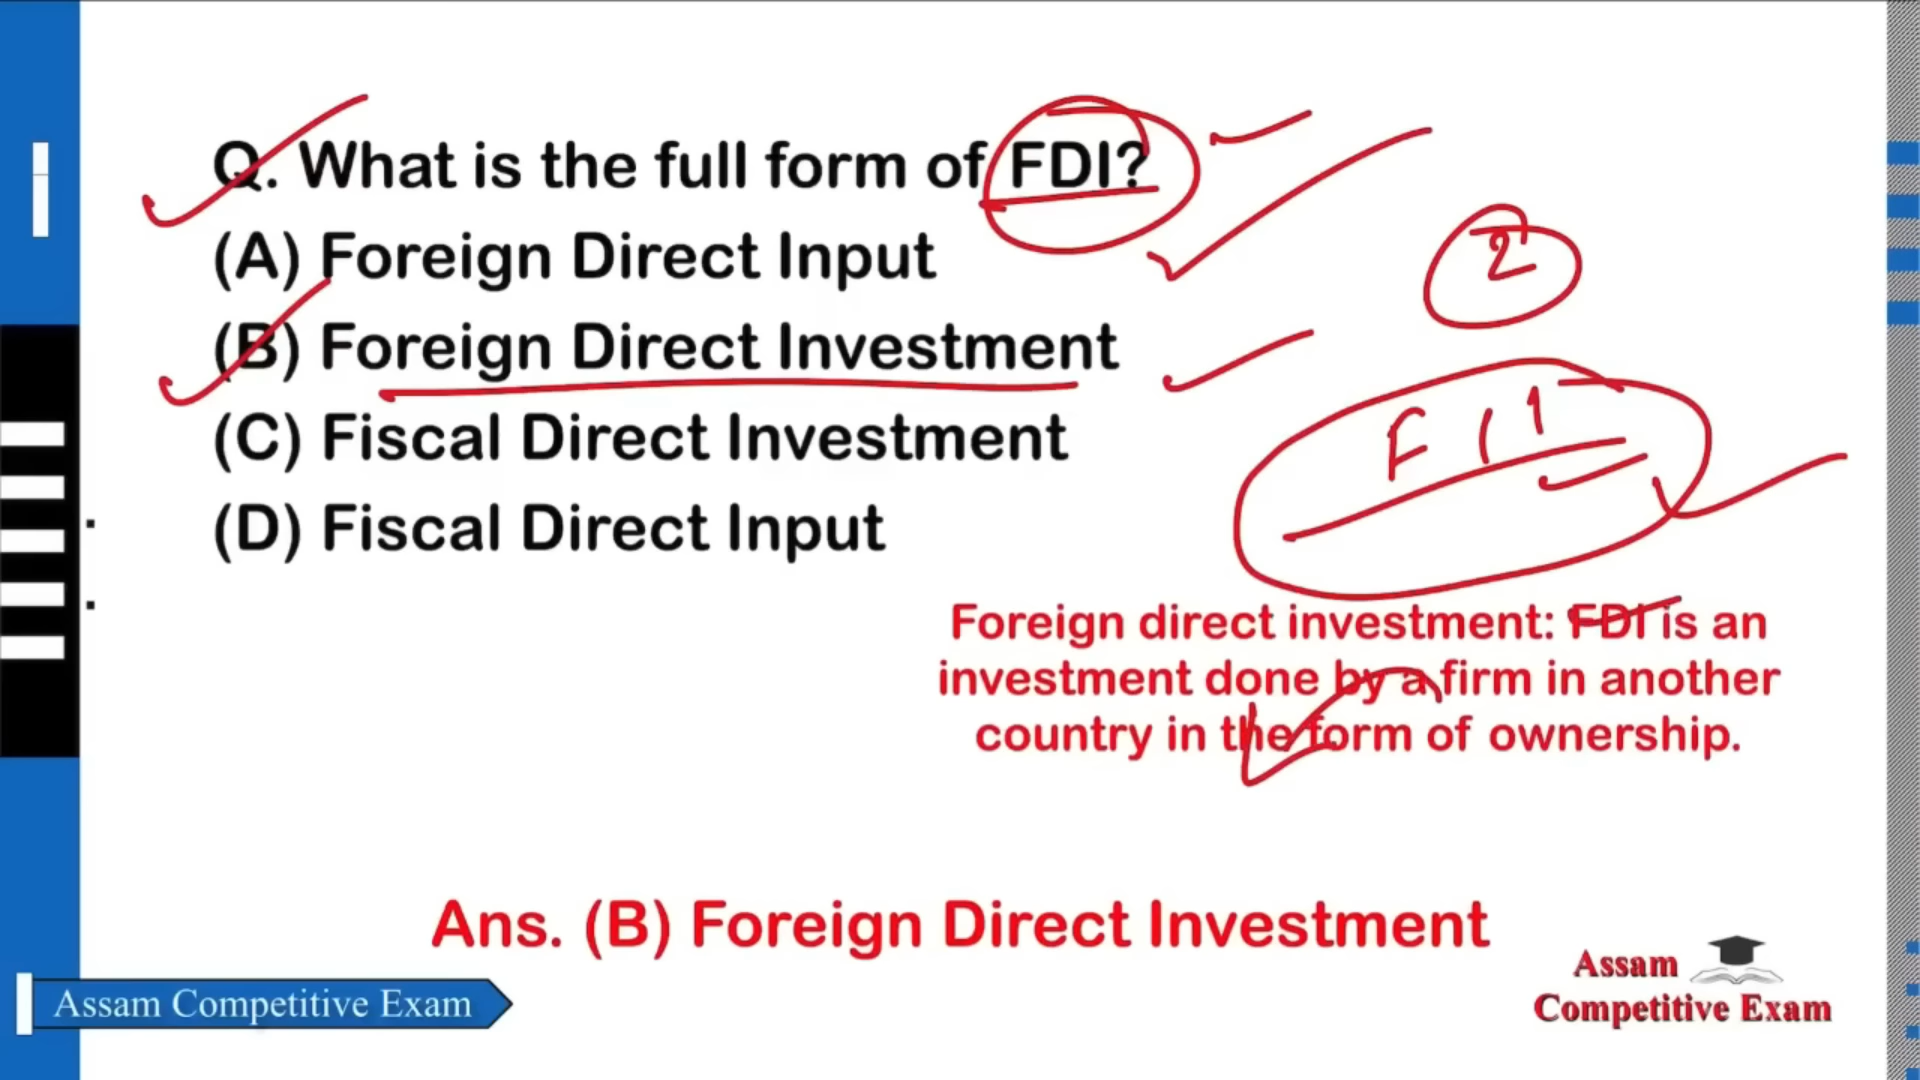 Q. What is the full form of FDI?
(A) Foreign Direct Input
2
(B) Foreign Direct Investment
(C) Fiscal Direct Investment
F I I
(D) Fiscal Direct Input
Foreign direct investment: FDI is an
investment done by a firm in another
country in the form of ownership.
Ans. (B) Foreign Direct Investment
Assam Competitive Exam
Assam
Competitive Exam